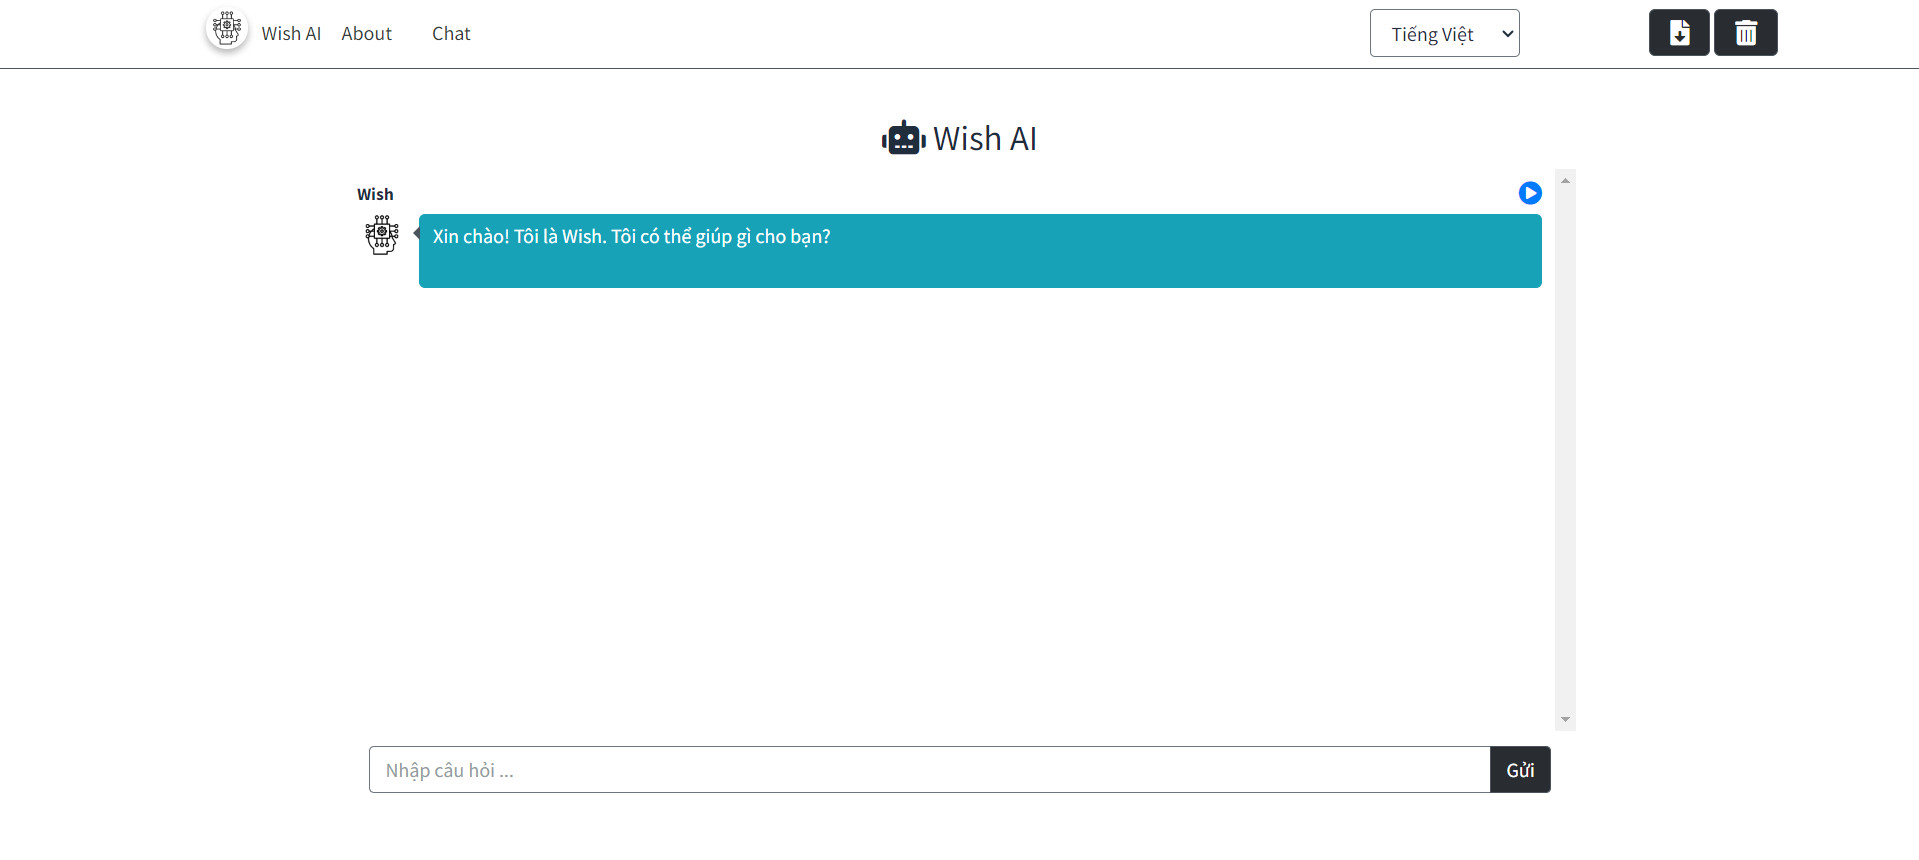 Wish AI About Chat Tiếng Việt
Wish AI
Wish
Xin chào! Tôi là Wish. Tôi có thể giúp gì cho bạn?
Nhập câu hỏi ... Gửi